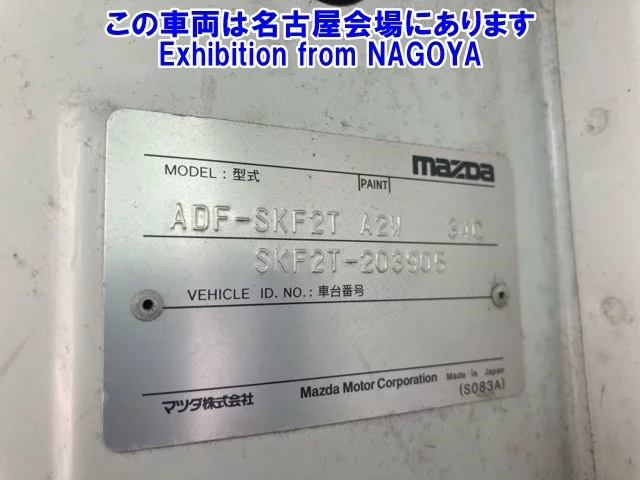 この車両は名古屋会場にあります
Exhibition from NAGOYA
mazda
MODEL : 型式
PAINT
ADF-SKF2T A2W 34C
SKF2T-203905
VEHICLE ID. NO. : 車台番号
マツダ株式会社 Mazda Motor Corporation Made in Japan
(S083A)